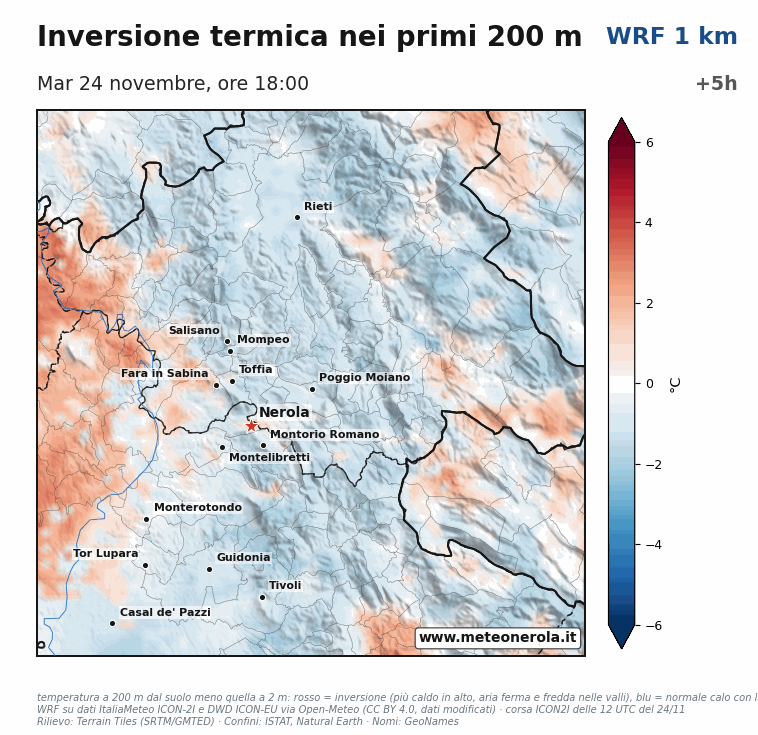 Inversione termica nei primi 200 m WRF 1 km
Mar 24 novembre, ore 18:00 +5h
6
4
2
0
−2
−4
−6
°C
Rieti
Salisano
Mompeo
Toffia
Fara in Sabina
Poggio Moiano
Nerola
Montorio Romano
Montelibretti
Monterotondo
Tor Lupara
Guidonia
Tivoli
Casal de' Pazzi
www.meteonerola.it
temperatura a 200 m dal suolo meno quella a 2 m: rosso = inversione (più caldo in alto, aria ferma e fredda nelle valli), blu = normale calo con l
WRF su dati ItaliaMeteo ICON-2I e DWD ICON-EU via Open-Meteo (CC BY 4.0, dati modificati) · corsa ICON2I delle 12 UTC del 24/11
Rilievo: Terrain Tiles (SRTM/GMTED) · Confini: ISTAT, Natural Earth · Nomi: GeoNames